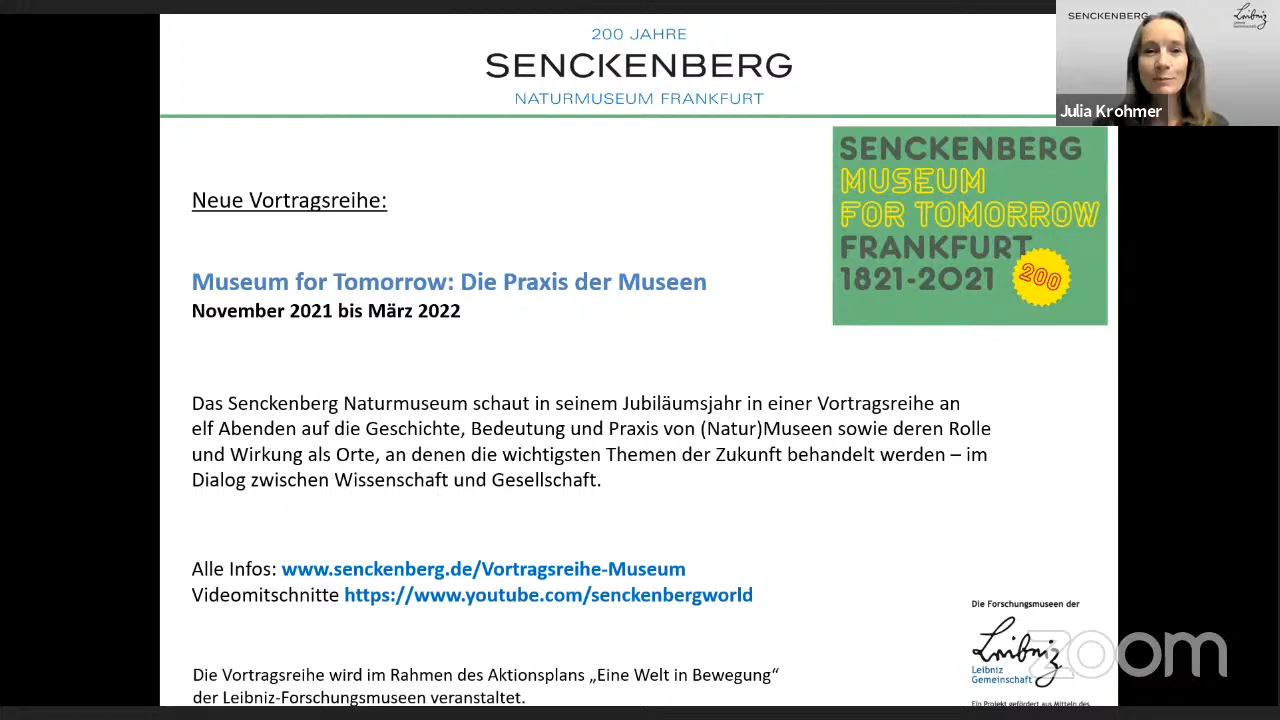 200 JAHRE
SENCKENBERG
NATURMUSEUM FRANKFURT
SENCKENBERG
Leibniz
Gemeinschaft
Julia Krohmer
SENCKENBERG
MUSEUM
FOR TOMORROW
FRANKFURT
1821-2021
200
Neue Vortragsreihe:
Museum for Tomorrow: Die Praxis der Museen
November 2021 bis März 2022
Das Senckenberg Naturmuseum schaut in seinem Jubiläumsjahr in einer Vortragsreihe an
elf Abenden auf die Geschichte, Bedeutung und Praxis von (Natur)Museen sowie deren Rolle
und Wirkung als Orte, an denen die wichtigsten Themen der Zukunft behandelt werden – im
Dialog zwischen Wissenschaft und Gesellschaft.
Alle Infos: www.senckenberg.de/Vortragsreihe-Museum
Videomitschnitte https://www.youtube.com/senckenbergworld
Die Vortragsreihe wird im Rahmen des Aktionsplans „Eine Welt in Bewegung“
der Leibniz-Forschungsmuseen veranstaltet.
Die Forschungsmuseen der
Leibniz
Leibniz
Gemeinschaft
Ein Projekt gefördert aus Mitteln des
zoom